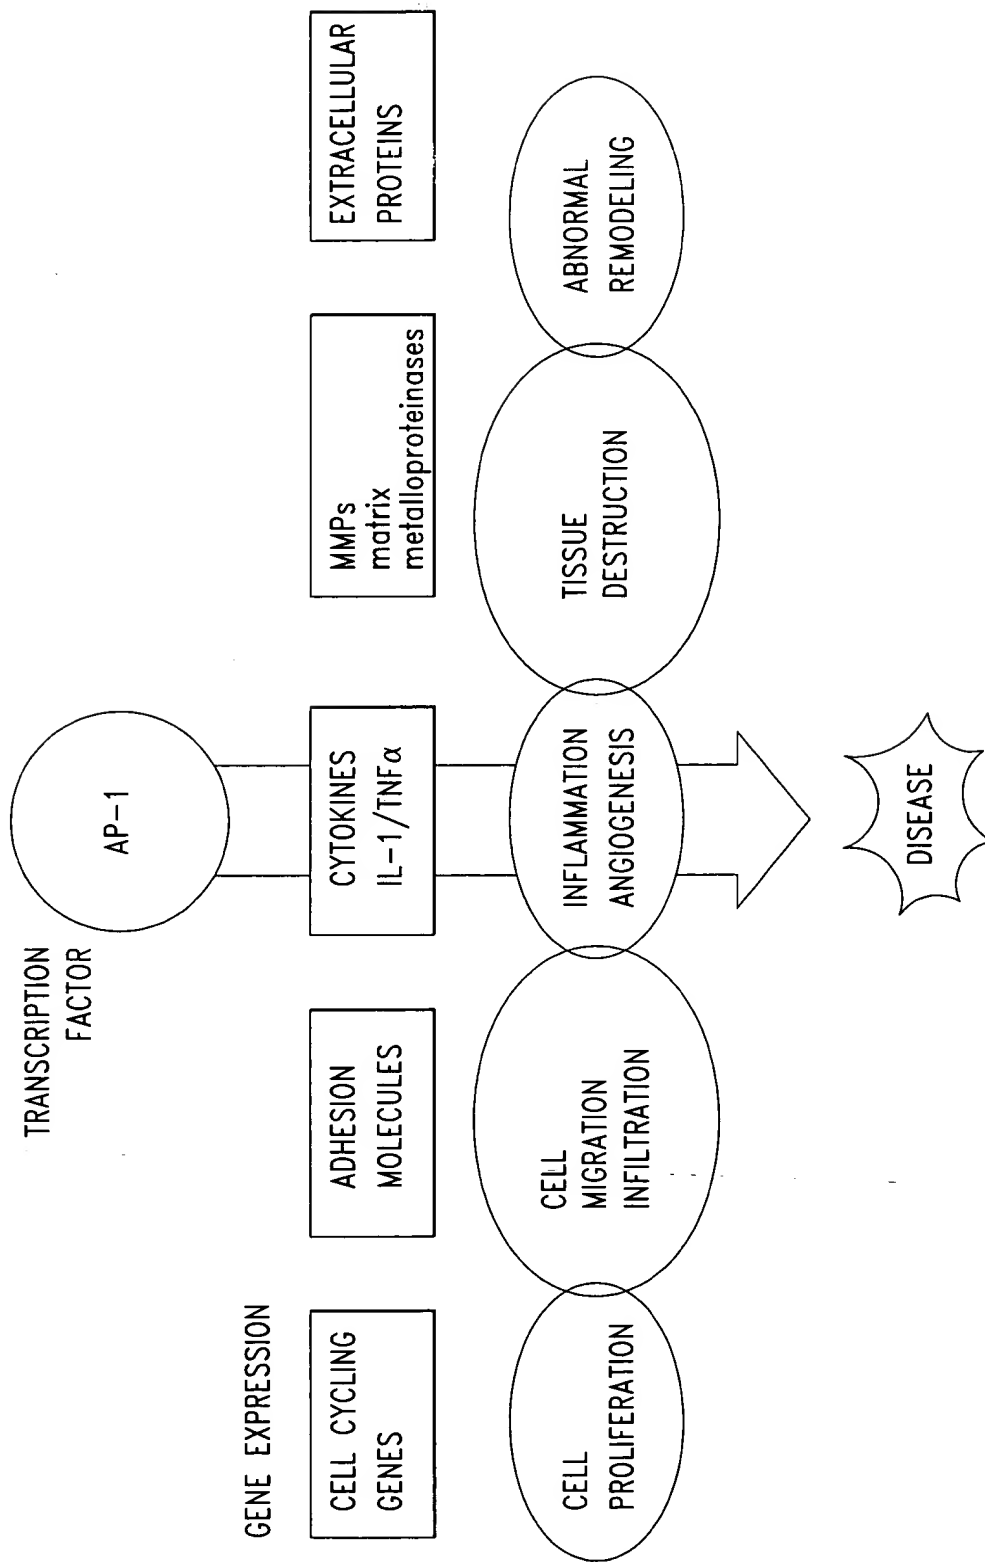 TRANSCRIPTION
FACTOR
AP-1
GENE EXPRESSION
CELL CYCLING
GENES
ADHESION
MOLECULES
CYTOKINES
IL-1/TNFα
MMPs
matrix
metalloproteinases
EXTRACELLULAR
PROTEINS
CELL
PROLIFERATION
CELL
MIGRATION
INFILTRATION
INFLAMMATION
ANGIOGENESIS
TISSUE
DESTRUCTION
ABNORMAL
REMODELING
DISEASE